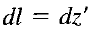 dl = dz′